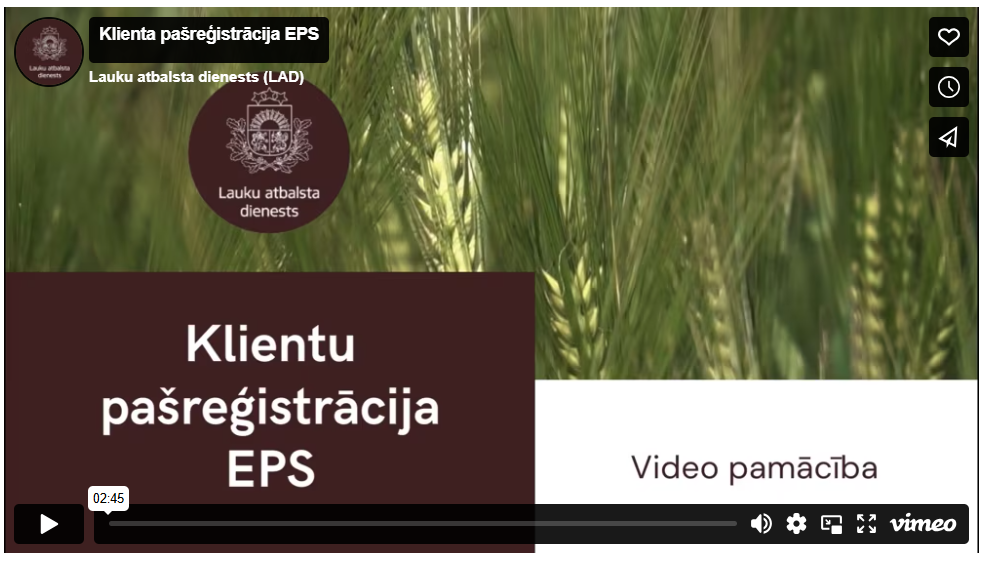 Klienta pašreģistrācija EPS
Lauku atbalsta dienests (LAD)
Lauku atbalsta
dienests
Lauku atbalsta
dienests
Klientu
pašreģistrācija
EPS
Video pamācība
02:45
vimeo